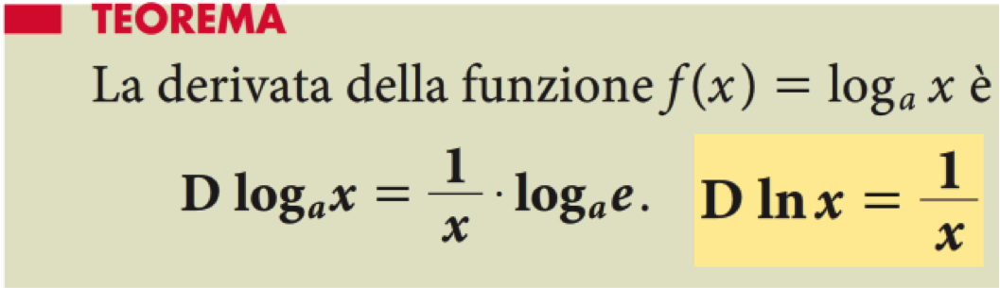 TEOREMA
La derivata della funzione f(x) = logₐ x è
D logₐx = 1/x · logₐe. D ln x = 1/x